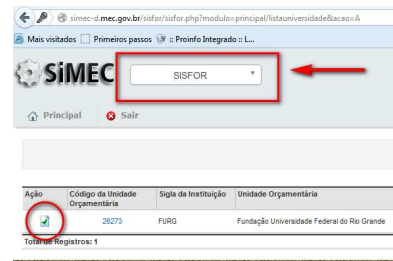 simec-d.mec.gov.br/sisfor/sisfor.php?modulo=principal/listauniversidade&acao=A
Mais visitados Primeiros passos :: Proinfo Integrado :: L...
SiMEC SISFOR
Principal Sair
Ação Código da Unidade Orçamentária Sigla da Instituição Unidade Orçamentária
26273 FURG Fundação Universidade Federal do Rio Grande
Total de Registros: 1